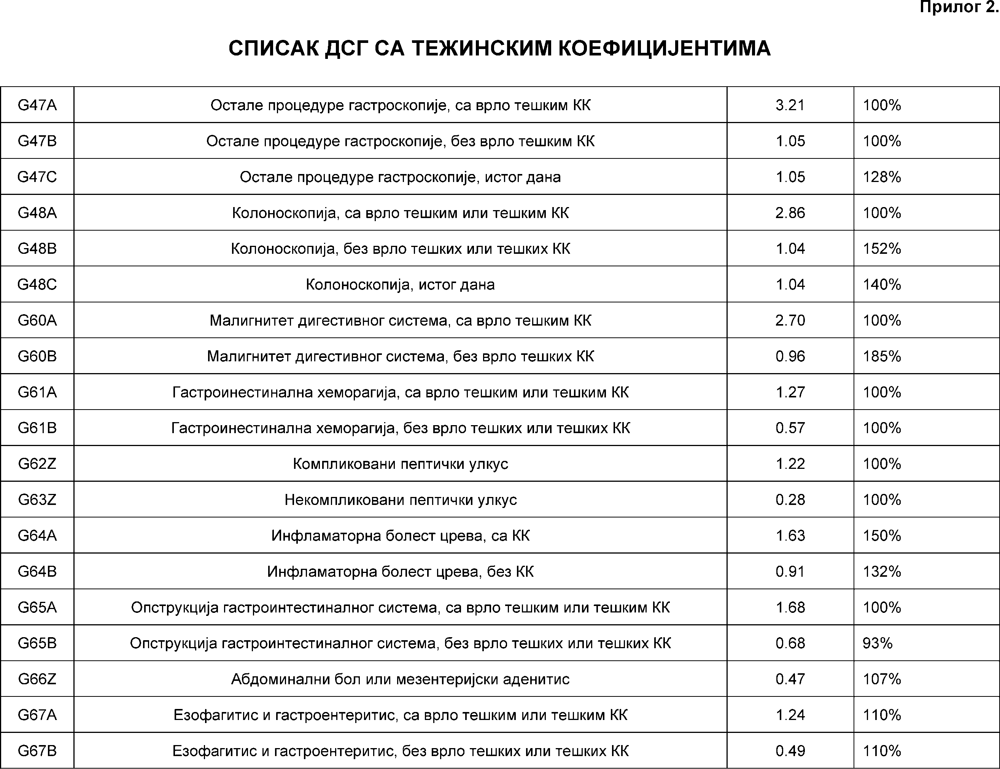 Прилог 2.
СПИСАК ДСГ СА ТЕЖИНСКИМ КОЕФИЦИЈЕНТИМА
G47A Остале процедуре гастроскопије, са врло тешким КК 3.21 100%
G47B Остале процедуре гастроскопије, без врло тешким КК 1.05 100%
G47C Остале процедуре гастроскопије, истог дана 1.05 128%
G48A Колоноскопија, са врло тешким или тешким КК 2.86 100%
G48B Колоноскопија, без врло тешких или тешких КК 1.04 152%
G48C Колоноскопија, истог дана 1.04 140%
G60A Малигнитет дигестивног система, са врло тешким КК 2.70 100%
G60B Малигнитет дигестивног система, без врло тешких КК 0.96 185%
G61A Гастроинестинална хеморагија, са врло тешким или тешким КК 1.27 100%
G61B Гастроинестинална хеморагија, без врло тешких или тешких КК 0.57 100%
G62Z Компликовани пептички улкус 1.22 100%
G63Z Некомпликовани пептички улкус 0.28 100%
G64A Инфламаторна болест црева, са КК 1.63 150%
G64B Инфламаторна болест црева, без КК 0.91 132%
G65A Опструкција гастроинтестиналног система, са врло тешким или тешким КК 1.68 100%
G65B Опструкција гастроинтестиналног система, без врло тешких или тешких КК 0.68 93%
G66Z Абдоминални бол или мезентеријски аденитис 0.47 107%
G67A Езофагитис и гастроентеритис, са врло тешким или тешким КК 1.24 110%
G67B Езофагитис и гастроентеритис, без врло тешких или тешких КК 0.49 110%